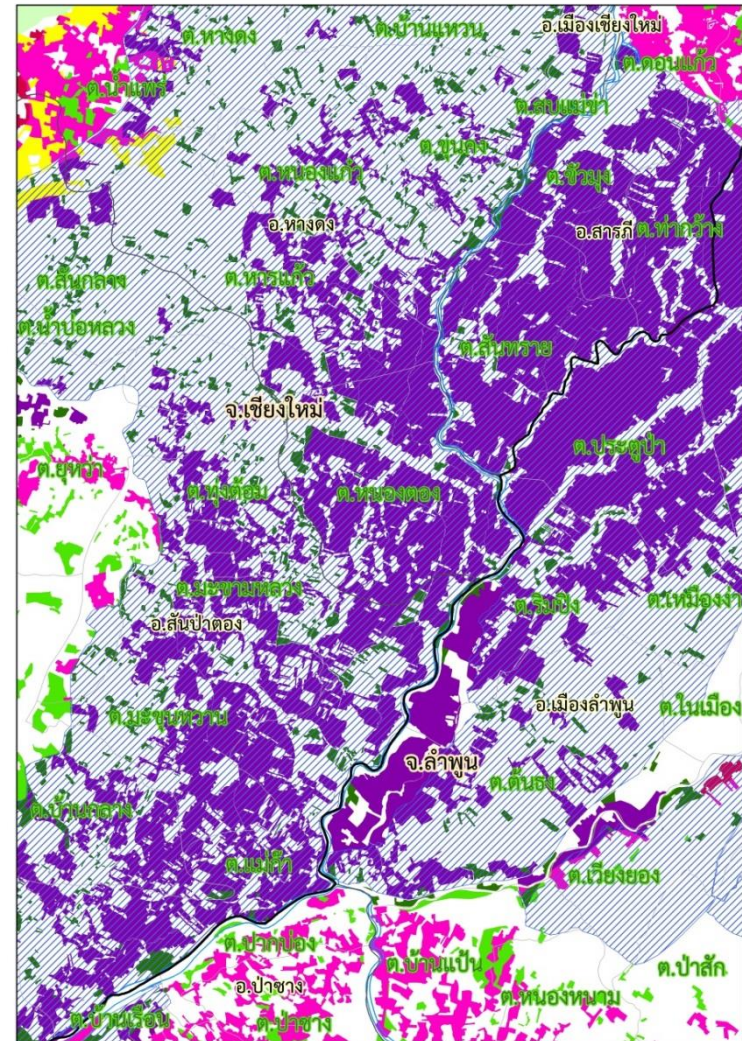 ต.หางดง
ต.บ้านแหวน
อ.เมืองเชียงใหม่
ต.ดอนแก้ว
ต.น้ำแพร่
ต.สบแม่ข่า
ต.ขุนคง
ต.หนองแก๋ว
ต.ชัวมุง
อ.หางดง
อ.สารภี
ต.ท่ากว้าง
ต.สันกลาง
ต.หารแก้ว
ต.น้ำบ่อหลวง
ต.สันทราย
จ.เชียงใหม่
ต.ประตูป่า
ต.ยุหว่า
ต.ทุ่งต้อม
ต.หนองตอง
ต.มะขามหลวง
ต.ริมปิง
ต.เหมืองง่า
อ.สันป่าตอง
ต.มะขุนหวาน
อ.เมืองลำพูน
ต.ในเมือง
จ.ลำพูน
ต.ต้นธง
ต.บ้านกลาง
ต.แม่ก๊า
ต.เวียงยอง
ต.ปากบ่อง
ต.บ้านแป้น
ต.ป่าสัก
อ.ป่าซาง
ต.หนองหนาม
ต.บ้านเรือน
ต.ป่าซาง